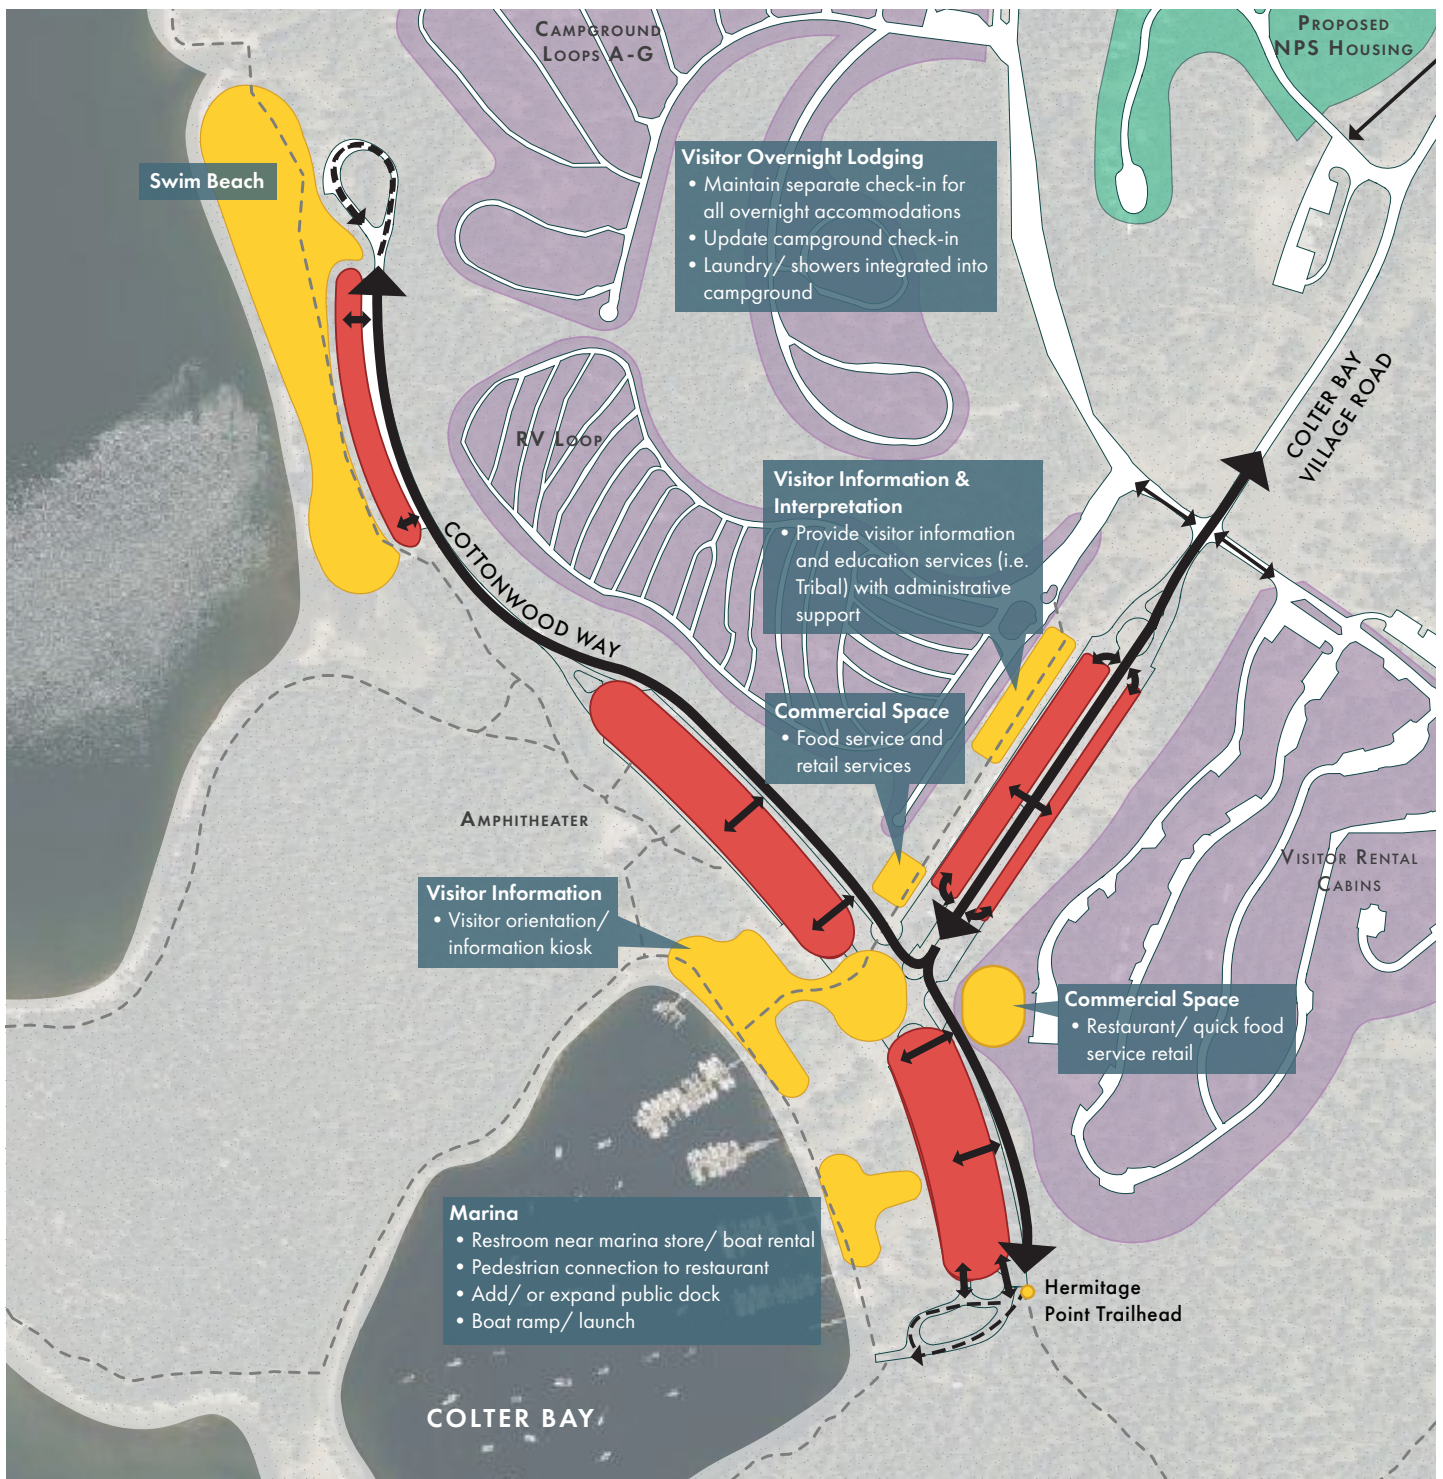 CAMPGROUND
LOOPS A-G
PROPOSED
NPS HOUSING
Swim Beach
Visitor Overnight Lodging
• Maintain separate check-in for
all overnight accommodations
• Update campground check-in
• Laundry/ showers integrated into
campground
COLTER BAY
VILLAGE ROAD
RV LOOP
Visitor Information &
Interpretation
• Provide visitor information
and education services (i.e.
Tribal) with administrative
support
COTTONWOOD WAY
Commercial Space
• Food service and
retail services
AMPHITHEATER
VISITOR RENTAL
CABINS
Visitor Information
• Visitor orientation/
information kiosk
Commercial Space
• Restaurant/ quick food
service retail
Marina
• Restroom near marina store/ boat rental
• Pedestrian connection to restaurant
• Add/ or expand public dock
• Boat ramp/ launch
Hermitage
Point Trailhead
COLTER BAY